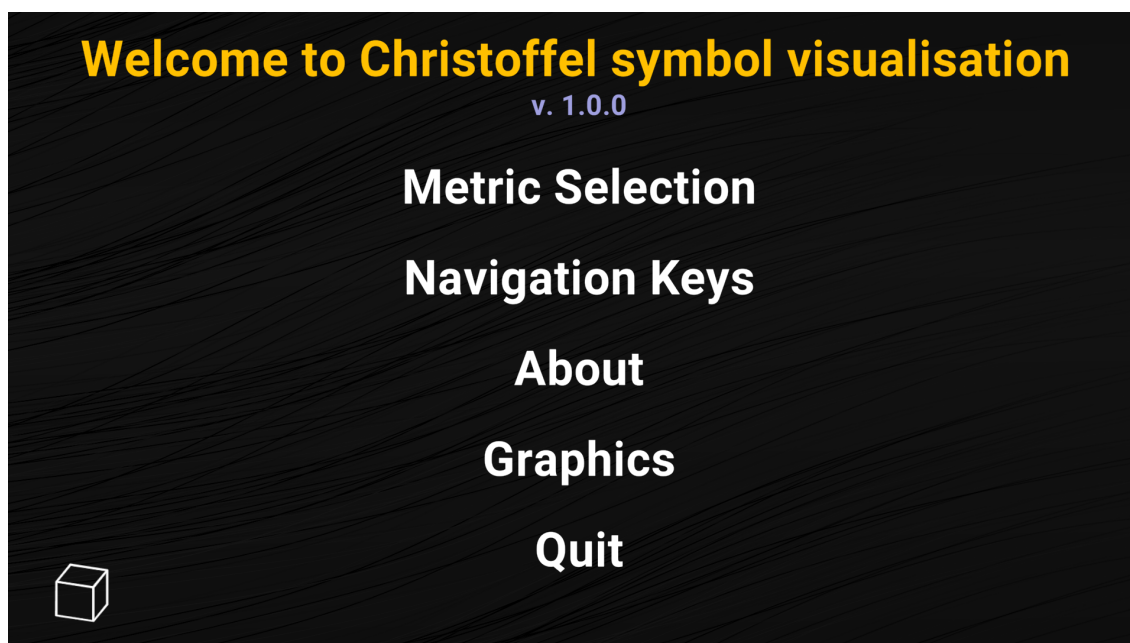 Welcome to Christoffel symbol visualisation
v. 1.0.0
Metric Selection
Navigation Keys
About
Graphics
Quit